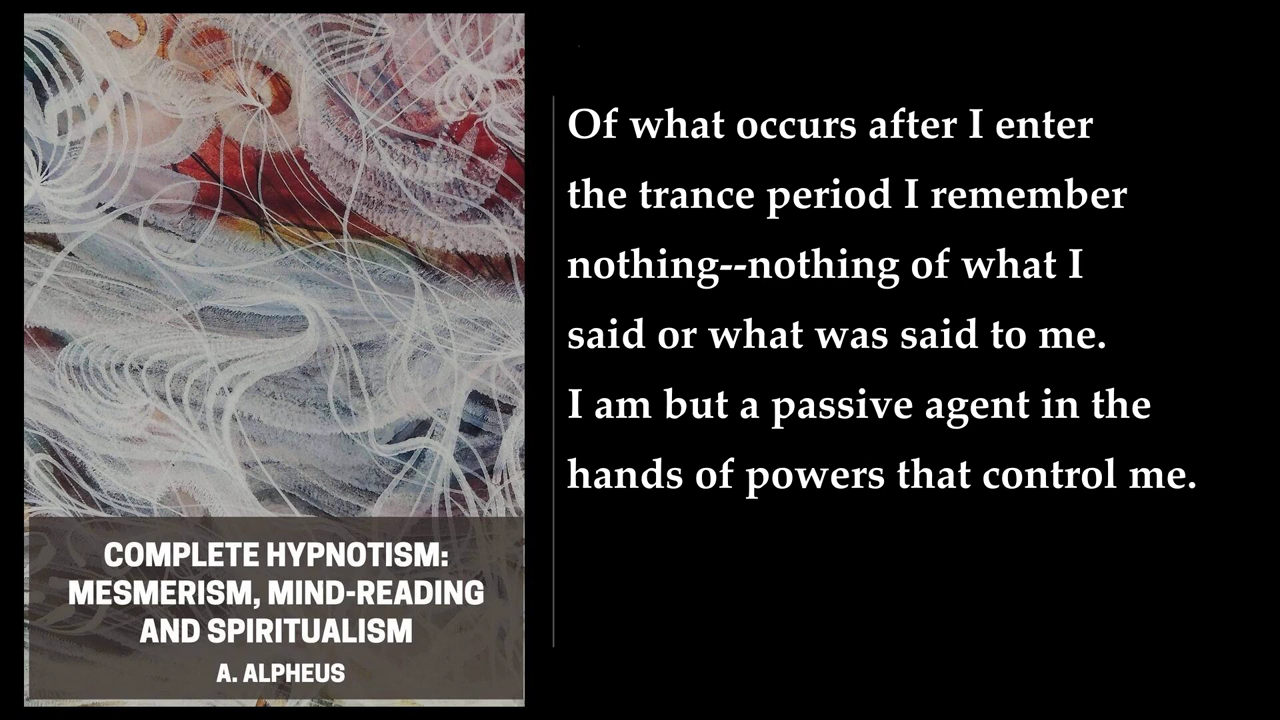 Of what occurs after I enter
the trance period I remember
nothing--nothing of what I
said or what was said to me.
I am but a passive agent in the
hands of powers that control me.
COMPLETE HYPNOTISM:
MESMERISM, MIND-READING
AND SPIRITUALISM
A. ALPHEUS